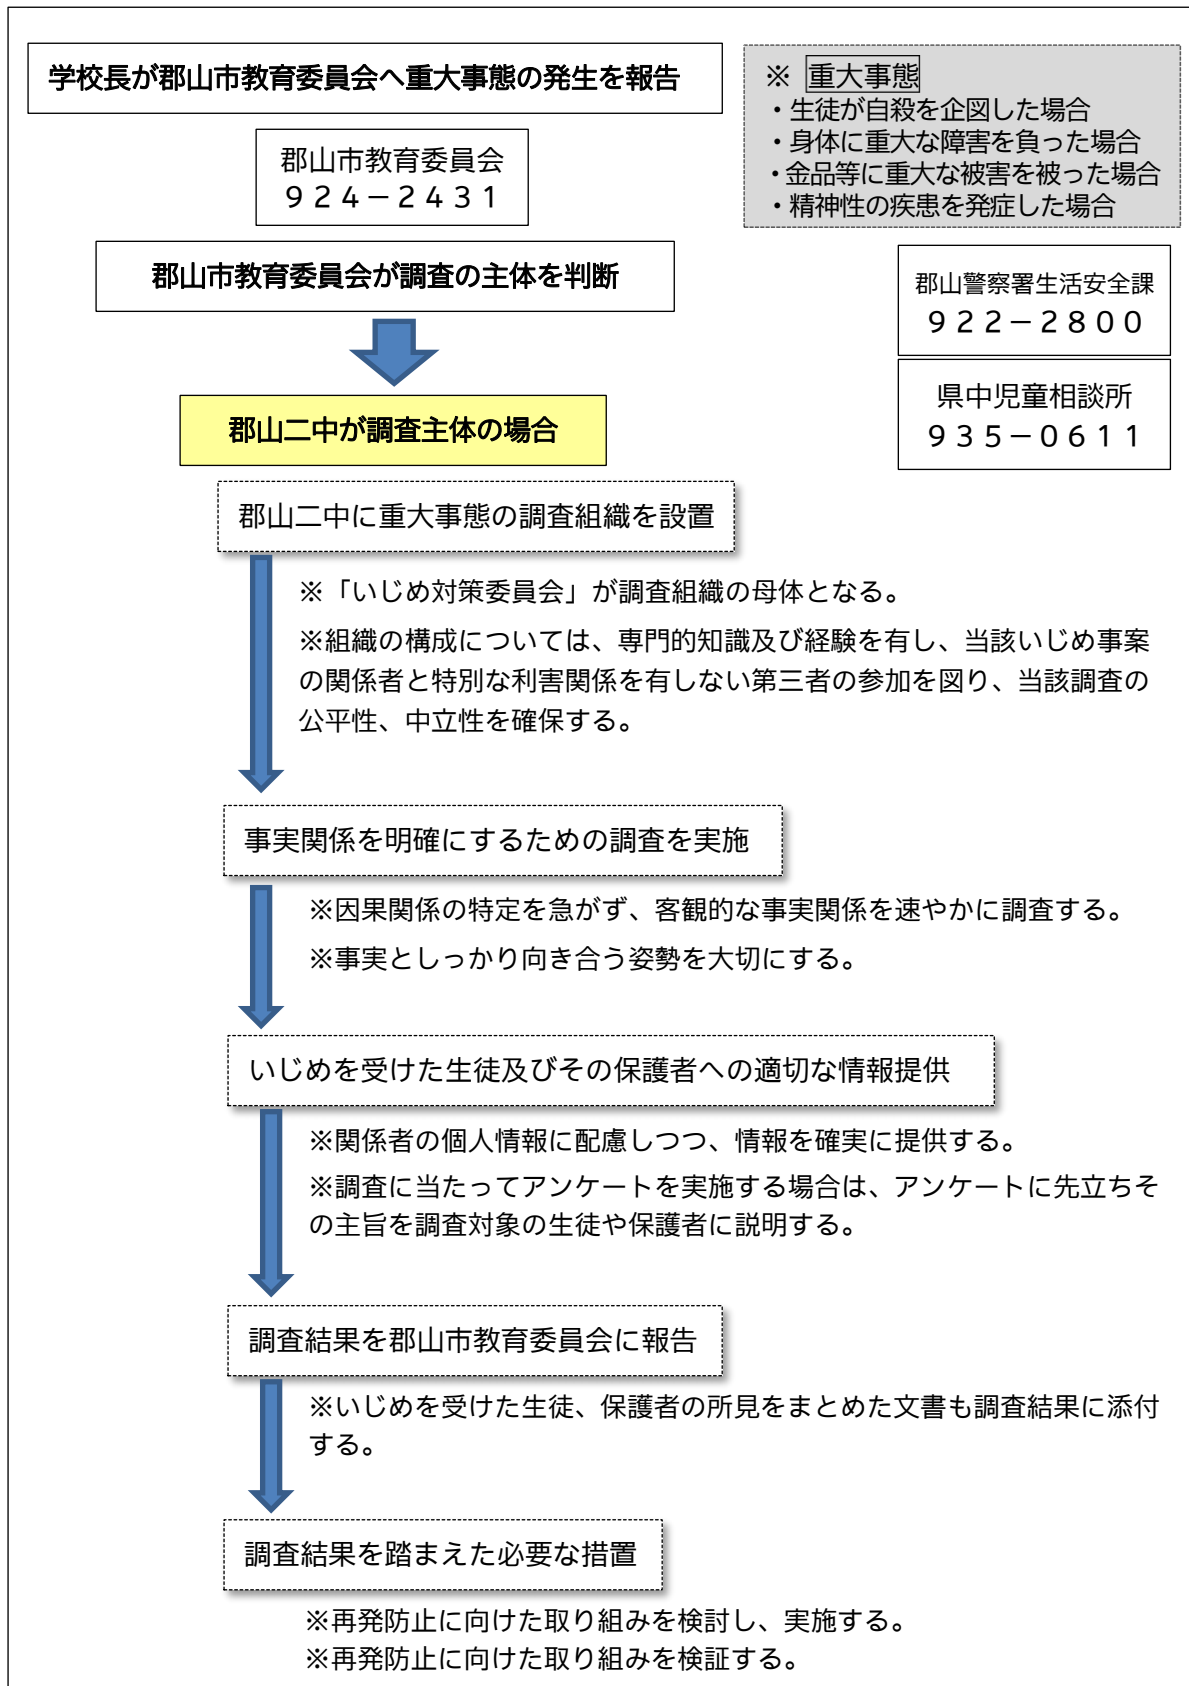 学校長が郡山市教育委員会へ重大事態の発生を報告
※ 重大事態
・生徒が自殺を企図した場合
・身体に重大な障害を負った場合
・金品等に重大な被害を被った場合
・精神性の疾患を発症した場合
郡山市教育委員会
９２４－２４３１
郡山市教育委員会が調査の主体を判断
郡山警察署生活安全課
９２２－２８００
県中児童相談所
９３５－０６１１
郡山二中が調査主体の場合
郡山二中に重大事態の調査組織を設置
※「いじめ対策委員会」が調査組織の母体となる。
※組織の構成については、専門的知識及び経験を有し、当該いじめ事案
の関係者と特別な利害関係を有しない第三者の参加を図り、当該調査の
公平性、中立性を確保する。
事実関係を明確にするための調査を実施
※因果関係の特定を急がず、客観的な事実関係を速やかに調査する。
※事実としっかり向き合う姿勢を大切にする。
いじめを受けた生徒及びその保護者への適切な情報提供
※関係者の個人情報に配慮しつつ、情報を確実に提供する。
※調査に当たってアンケートを実施する場合は、アンケートに先立ちそ
の主旨を調査対象の生徒や保護者に説明する。
調査結果を郡山市教育委員会に報告
※いじめを受けた生徒、保護者の所見をまとめた文書も調査結果に添付
する。
調査結果を踏まえた必要な措置
※再発防止に向けた取り組みを検討し、実施する。
※再発防止に向けた取り組みを検証する。